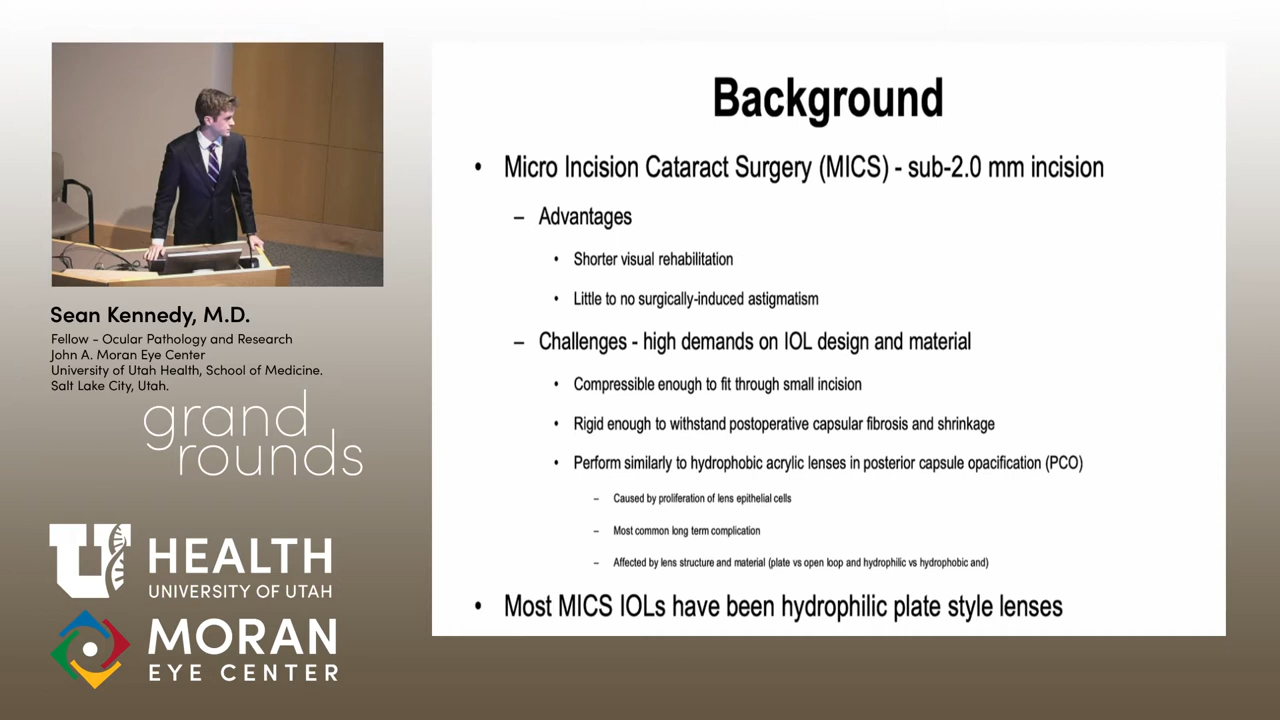 Background
• Micro Incision Cataract Surgery (MICS) - sub-2.0 mm incision
– Advantages
• Shorter visual rehabilitation
• Little to no surgically-induced astigmatism
– Challenges - high demands on IOL design and material
• Compressible enough to fit through small incision
• Rigid enough to withstand postoperative capsular fibrosis and shrinkage
• Perform similarly to hydrophobic acrylic lenses in posterior capsule opacification (PCO)
– Caused by proliferation of lens epithelial cells
– Most common long term complication
– Affected by lens structure and material (plate vs open loop and hydrophilic vs hydrophobic and)
• Most MICS IOLs have been hydrophilic plate style lenses
Sean Kennedy, M.D.
Fellow - Ocular Pathology and Research
John A. Moran Eye Center
University of Utah Health, School of Medicine.
Salt Lake City, Utah.
grand
rounds
U HEALTH
UNIVERSITY OF UTAH
MORAN
EYE CENTER